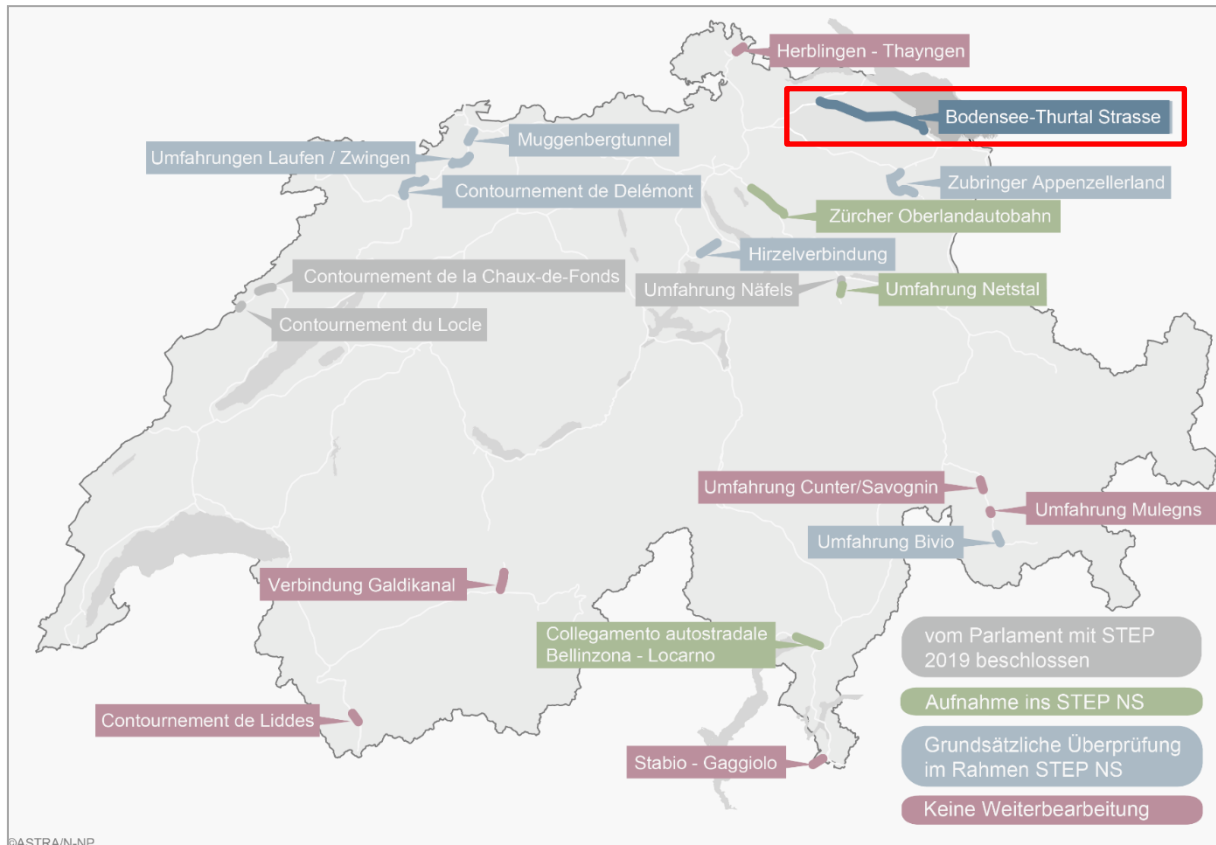 Herblingen - Thayngen
Bodensee-Thurtal Strasse
Muggenbergtunnel
Umfahrungen Laufen / Zwingen
Contournement de Delémont
Zubringer Appenzellerland
Zürcher Oberlandautobahn
Hirzelverbindung
Contournement de la Chaux-de-Fonds
Umfahrung Näfels
Umfahrung Netstal
Contournement du Locle
Umfahrung Cunter/Savognin
Umfahrung Mulegns
Umfahrung Bivio
Verbindung Galdikanal
Collegamento autostradale
Bellinzona - Locarno
Contournement de Liddes
Stabio - Gaggiolo
vom Parlament mit STEP
2019 beschlossen
Aufnahme ins STEP NS
Grundsätzliche Überprüfung
im Rahmen STEP NS
Keine Weiterbearbeitung
©ASTRA/N-NP